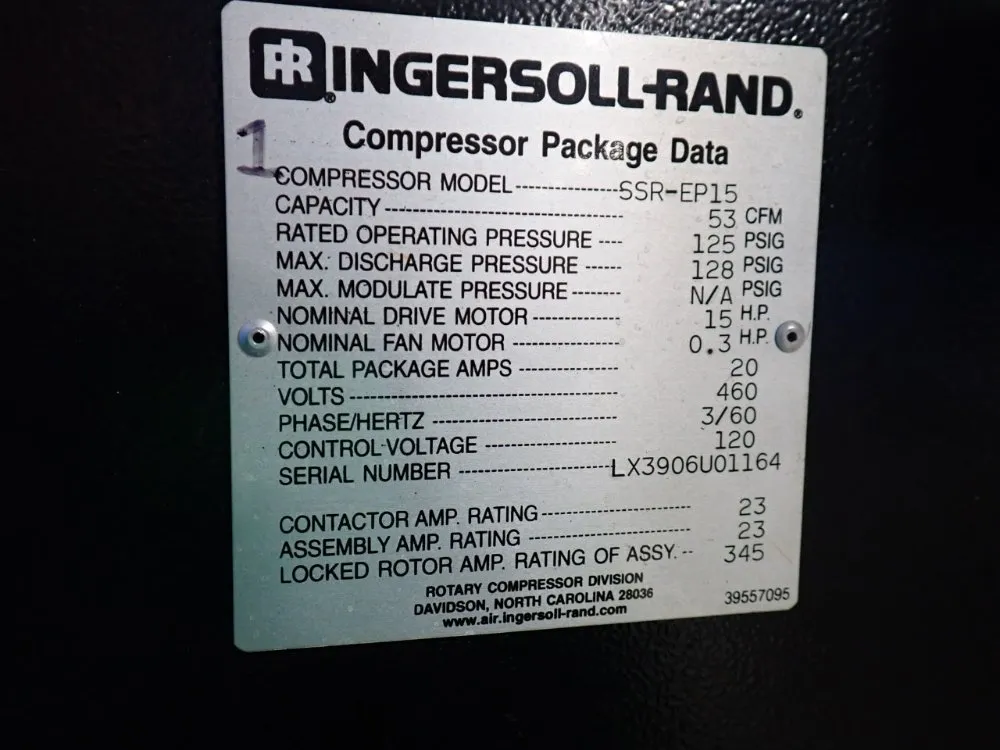 IR INGERSOLL-RAND®
1
Compressor Package Data
COMPRESSOR MODEL SSR-EP15
CAPACITY 53 CFM
RATED OPERATING PRESSURE 125 PSIG
MAX. DISCHARGE PRESSURE 128 PSIG
MAX. MODULATE PRESSURE N/A PSIG
NOMINAL DRIVE MOTOR 15 H.P.
NOMINAL FAN MOTOR 0.3 H.P.
TOTAL PACKAGE AMPS 20
VOLTS 460
PHASE/HERTZ 3/60
CONTROL VOLTAGE 120
SERIAL NUMBER LX3906U01164
CONTACTOR AMP. RATING 23
ASSEMBLY AMP. RATING 23
LOCKED ROTOR AMP. RATING OF ASSY. 345
ROTARY COMPRESSOR DIVISION
DAVIDSON, NORTH CAROLINA 28036 39557095
www.air.ingersoll-rand.com